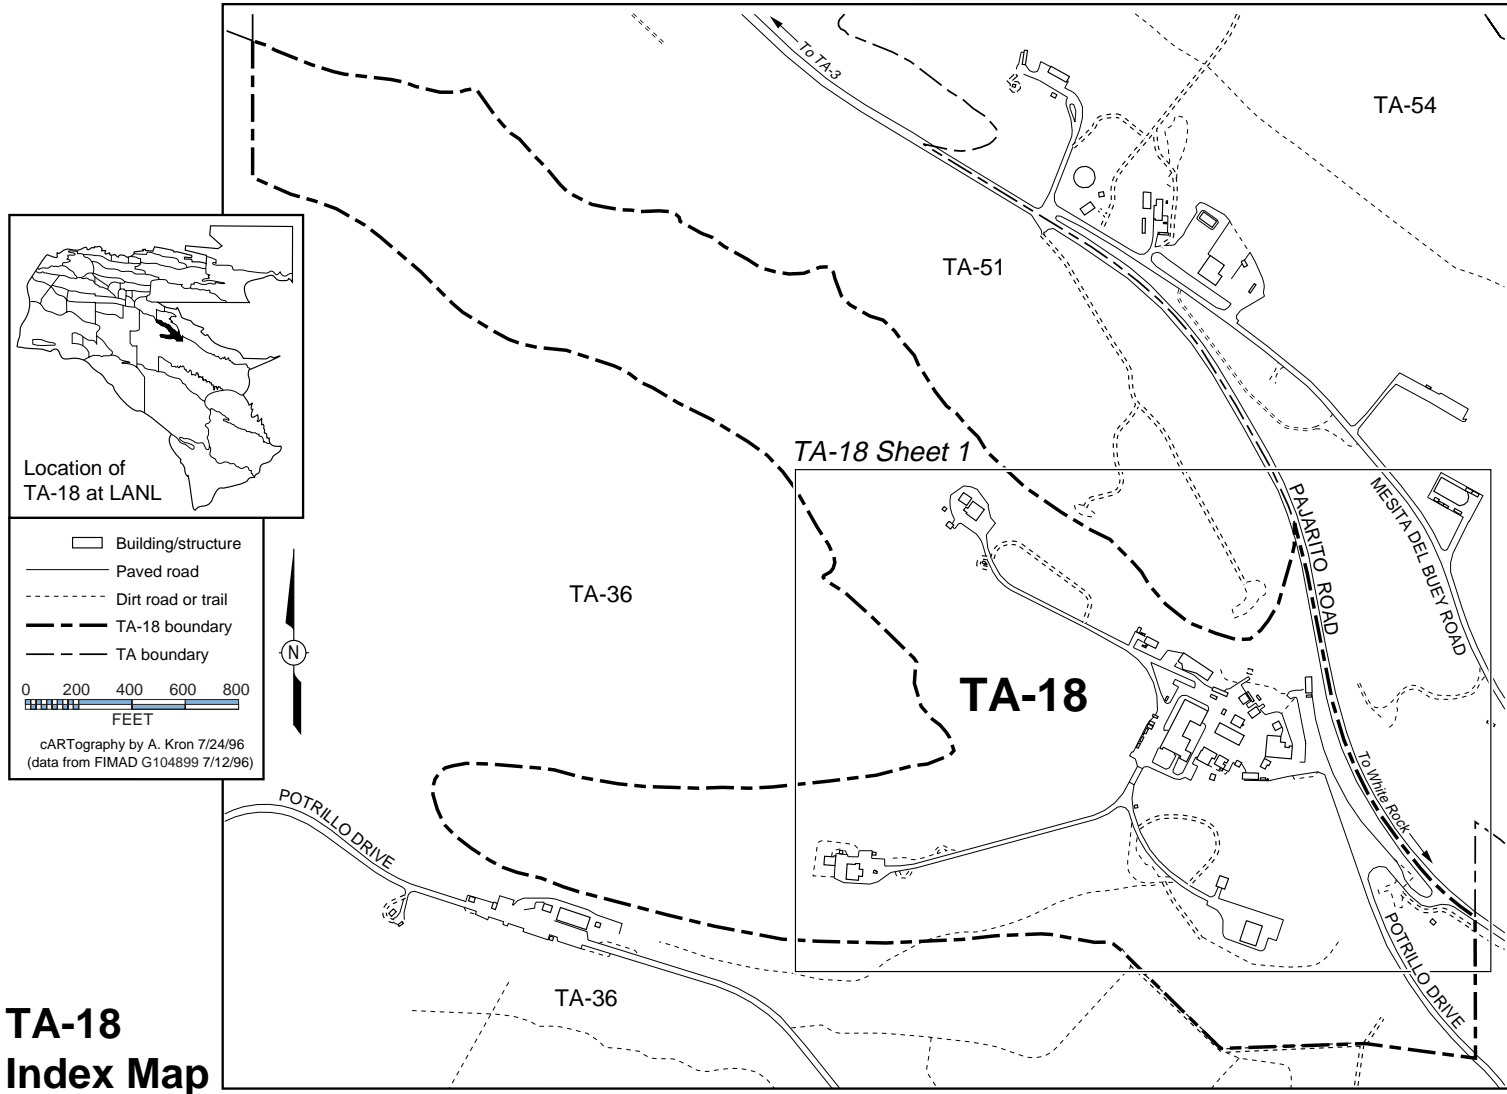 To TA-3
TA-54
TA-51
Location of
TA-18 at LANL
TA-18 Sheet 1
PAJARITO ROAD
MESITA DEL BUEY ROAD
Building/structure
Paved road
Dirt road or trail
TA-18 boundary
TA boundary
0 200 400 600 800
FEET
cARTography by A. Kron 7/24/96
(data from FIMAD G104899 7/12/96)
N
TA-36
TA-18
To White Rock
POTRILLO DRIVE
POTRILLO DRIVE
TA-36
TA-18
Index Map